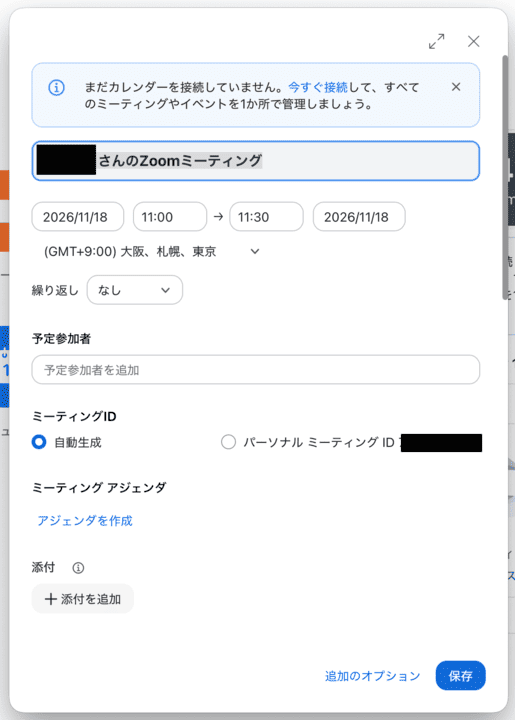 まだカレンダーを接続していません。今すぐ接続して、すべて
のミーティングやイベントを1か所で管理しましょう。
さんのZoomミーティング
2026/11/18 11:00 → 11:30 2026/11/18
(GMT+9:00) 大阪、札幌、東京
繰り返し なし
予定参加者
予定参加者を追加
ミーティングID
自動生成 パーソナル ミーティング ID
ミーティング アジェンダ
アジェンダを作成
添付
+ 添付を追加
追加のオプション 保存